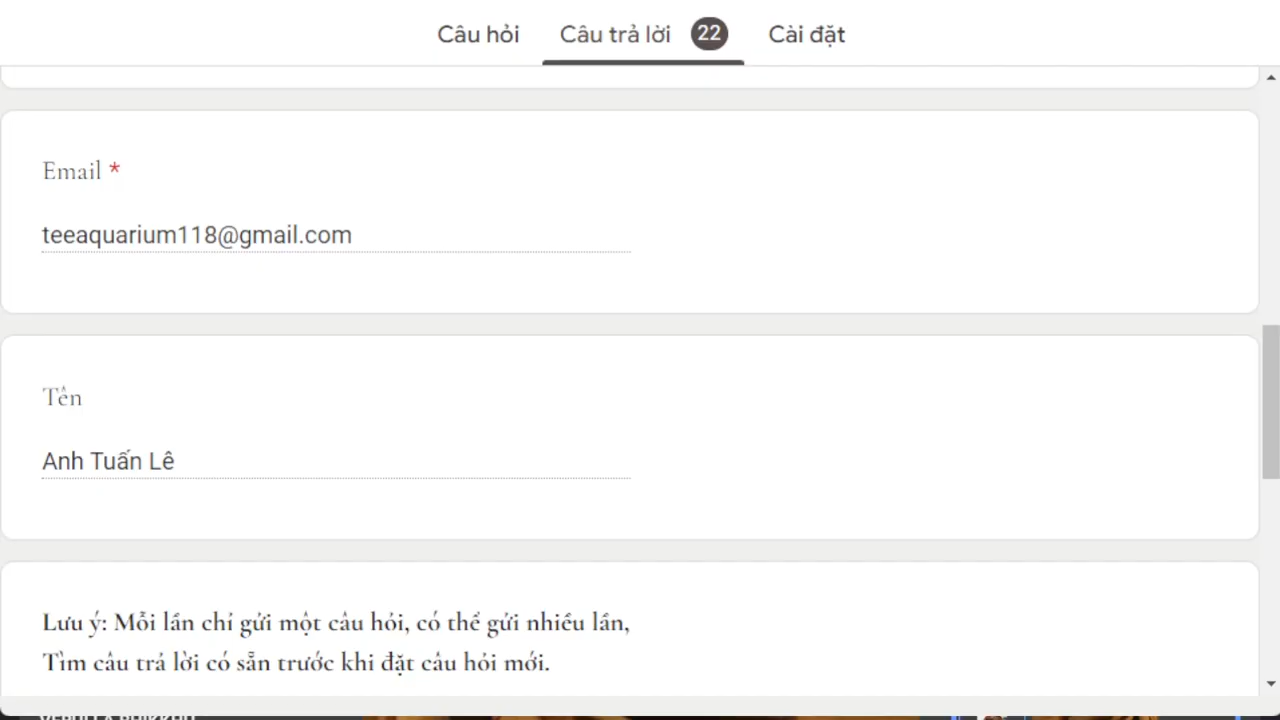 Câu hỏi Câu trả lời 22 Cài đặt
Email *
teeaquarium118@gmail.com
Tên
Anh Tuấn Lê
Lưu ý: Mỗi lần chỉ gửi một câu hỏi, có thể gửi nhiều lần,
Tìm câu trả lời có sẵn trước khi đặt câu hỏi mới.